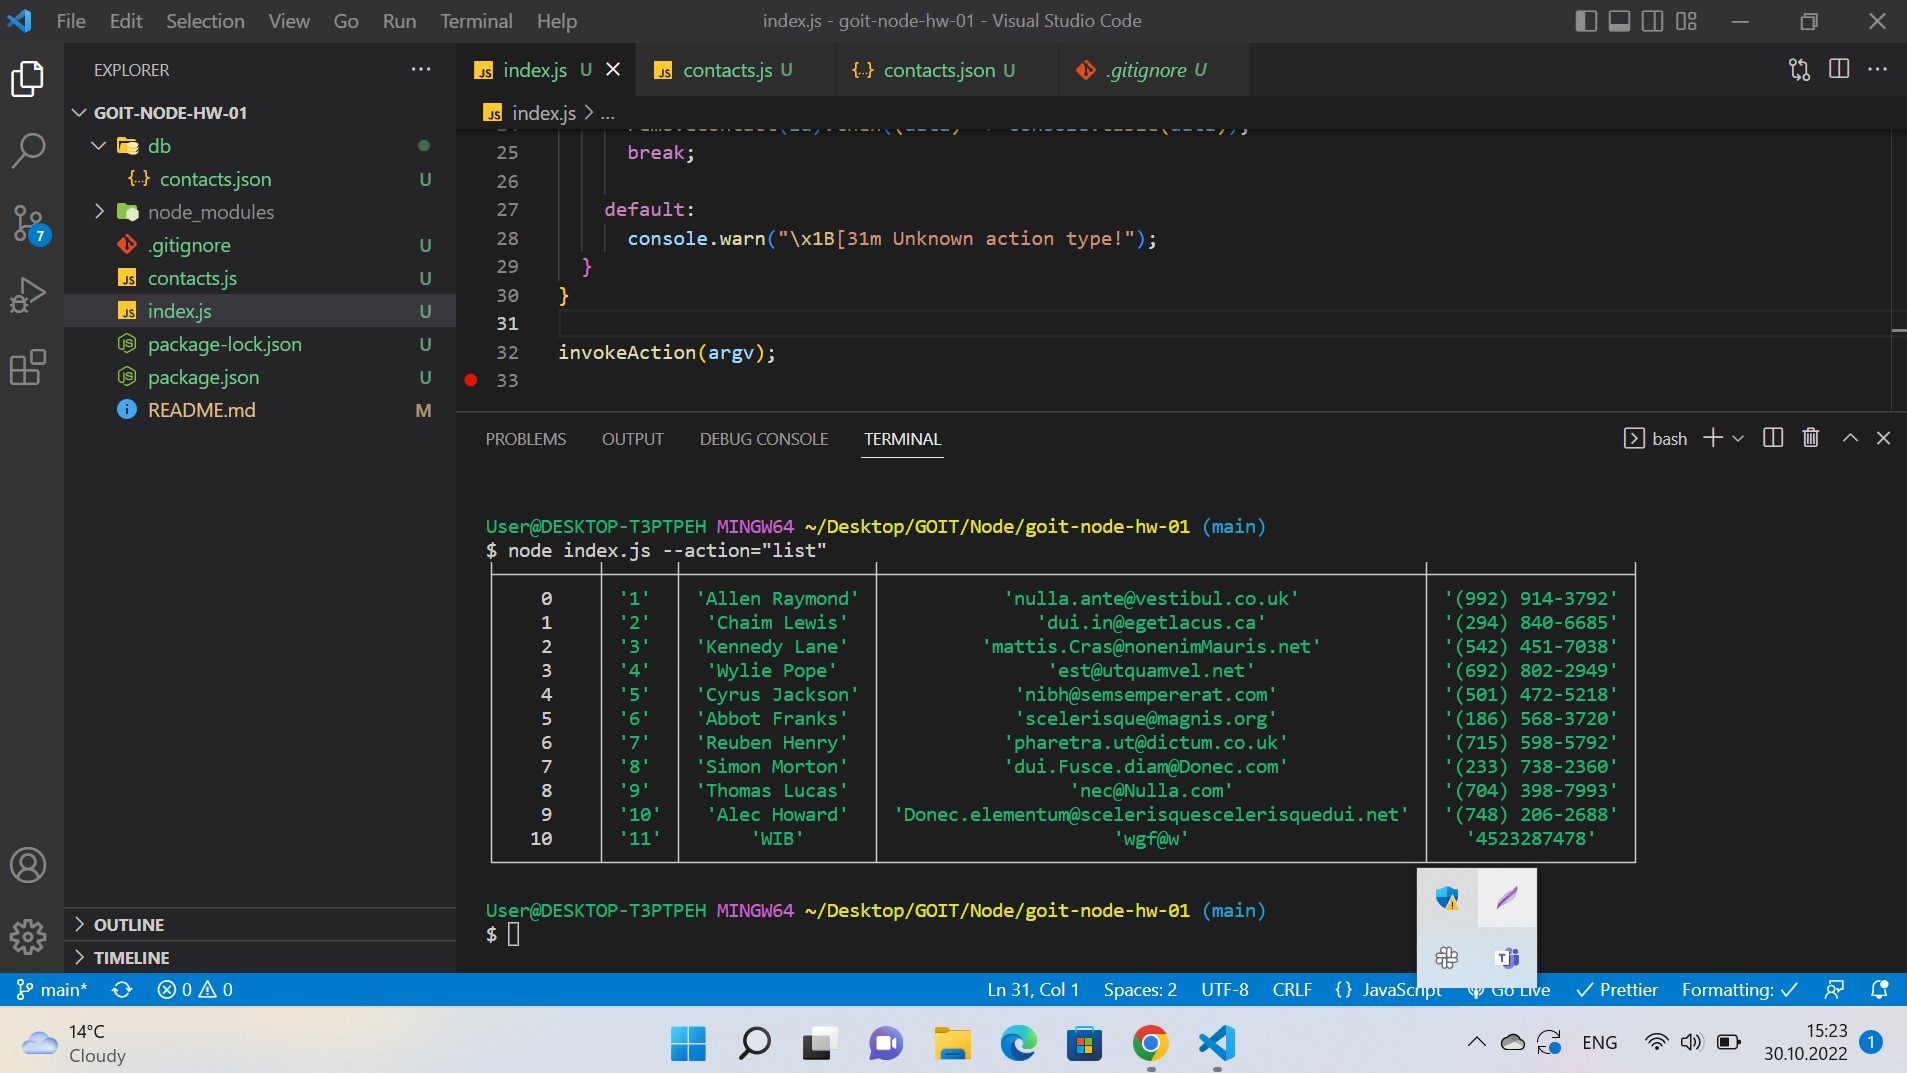 File Edit Selection View Go Run Terminal Help
index.js - goit-node-hw-01 - Visual Studio Code
EXPLORER
GOIT-NODE-HW-01
db
contacts.json U
node_modules
.gitignore U
contacts.js U
index.js U
package-lock.json U
package.json U
README.md M
7
OUTLINE
TIMELINE
index.js U
contacts.js U
contacts.json U
.gitignore U
index.js > ...
25 break;
26
27 default:
28 console.warn("\x1B[31m Unknown action type!");
29 }
30 }
31
32 invokeAction(argv);
33
PROBLEMS OUTPUT DEBUG CONSOLE TERMINAL
bash
User@DESKTOP-T3PTPEH MINGW64 ~/Desktop/GOIT/Node/goit-node-hw-01 (main)
$ node index.js --action="list"
0 '1' 'Allen Raymond' 'nulla.ante@vestibul.co.uk' '(992) 914-3792'
1 '2' 'Chaim Lewis' 'dui.in@egetlacus.ca' '(294) 840-6685'
2 '3' 'Kennedy Lane' 'mattis.Cras@nonenimMauris.net' '(542) 451-7038'
3 '4' 'Wylie Pope' 'est@utquamvel.net' '(692) 802-2949'
4 '5' 'Cyrus Jackson' 'nibh@semsempererat.com' '(501) 472-5218'
5 '6' 'Abbot Franks' 'scelerisque@magnis.org' '(186) 568-3720'
6 '7' 'Reuben Henry' 'pharetra.ut@dictum.co.uk' '(715) 598-5792'
7 '8' 'Simon Morton' 'dui.Fusce.diam@Donec.com' '(233) 738-2360'
8 '9' 'Thomas Lucas' 'nec@Nulla.com' '(704) 398-7993'
9 '10' 'Alec Howard' 'Donec.elementum@scelerisquescelerisquedui.net' '(748) 206-2688'
10 '11' 'WIB' 'wgf@w' '4523287478'
User@DESKTOP-T3PTPEH MINGW64 ~/Desktop/GOIT/Node/goit-node-hw-01 (main)
$
main* 0 0 Ln 31, Col 1 Spaces: 2 UTF-8 CRLF {} JavaScript Go Live Prettier Formatting:
14°C
Cloudy
ENG
15:23
30.10.2022
1